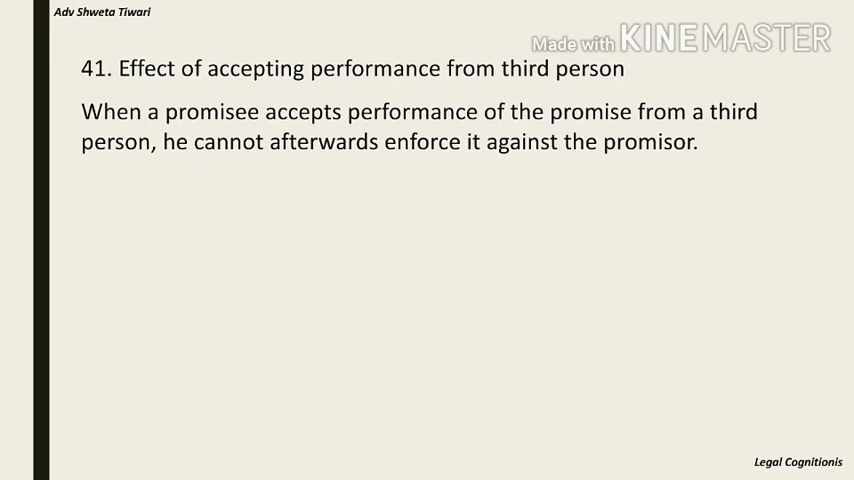 Adv Shweta Tiwari
Made with KINEMASTER
41. Effect of accepting performance from third person
When a promisee accepts performance of the promise from a third
person, he cannot afterwards enforce it against the promisor.
Legal Cognitionis